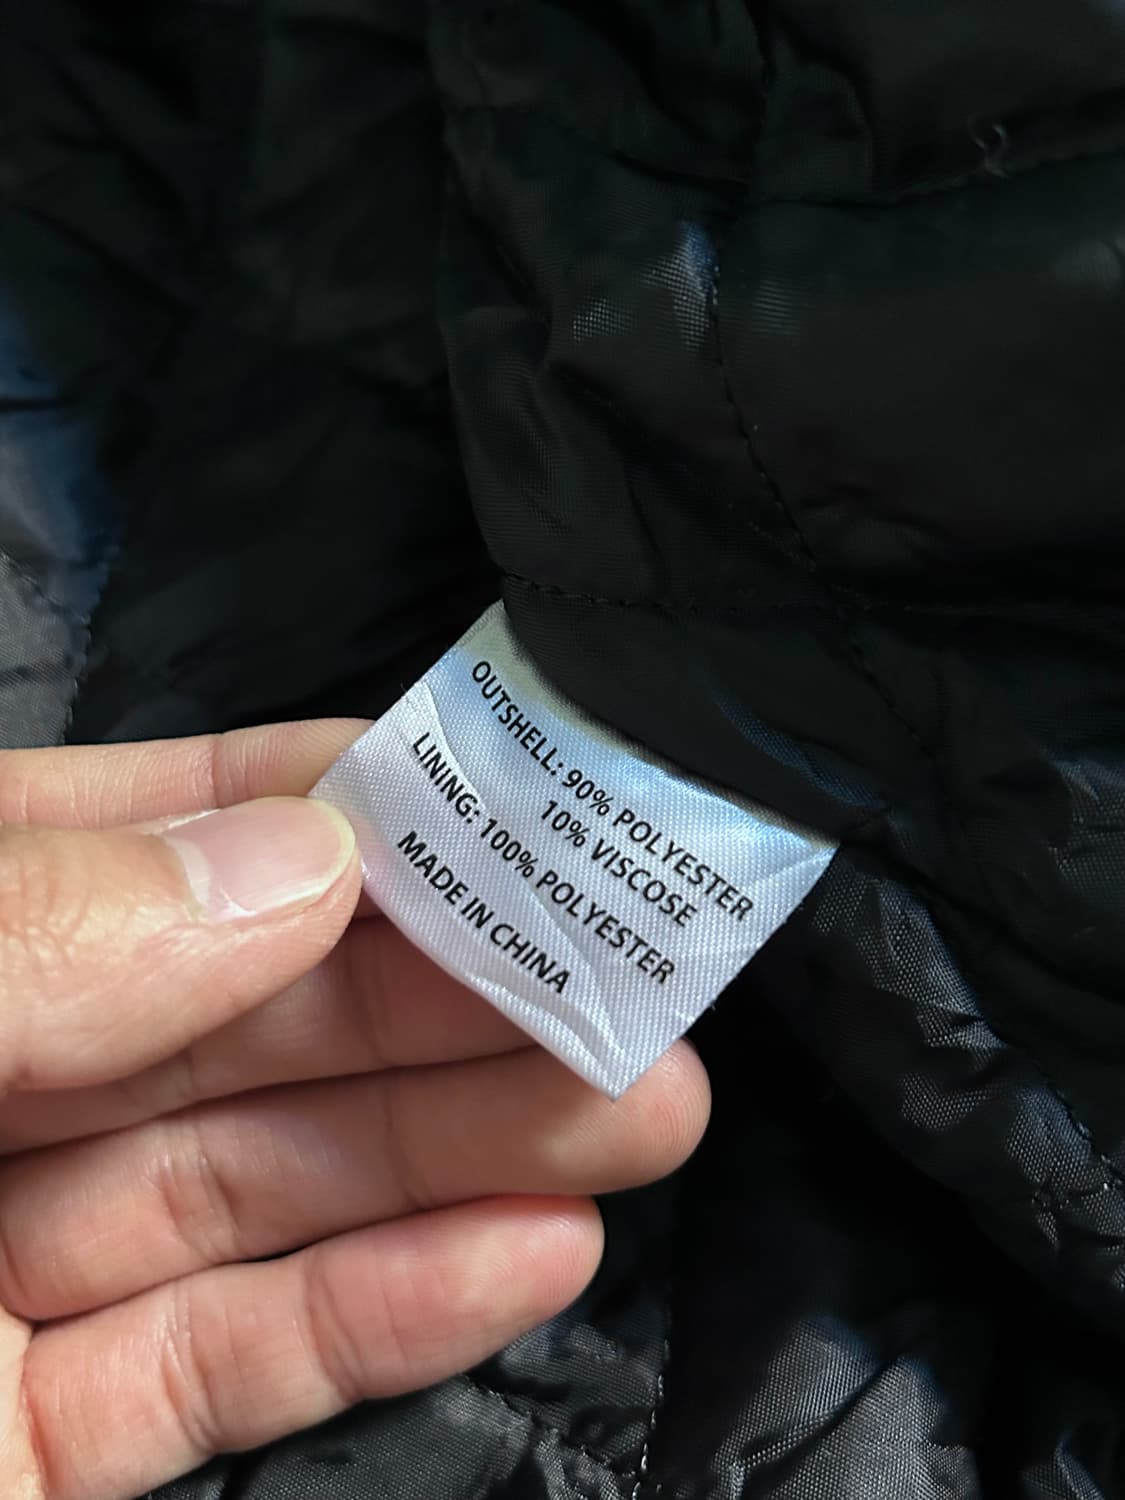 OUTSHELL: 90% POLYESTER
10% VISCOSE
LINING: 100% POLYESTER
MADE IN CHINA